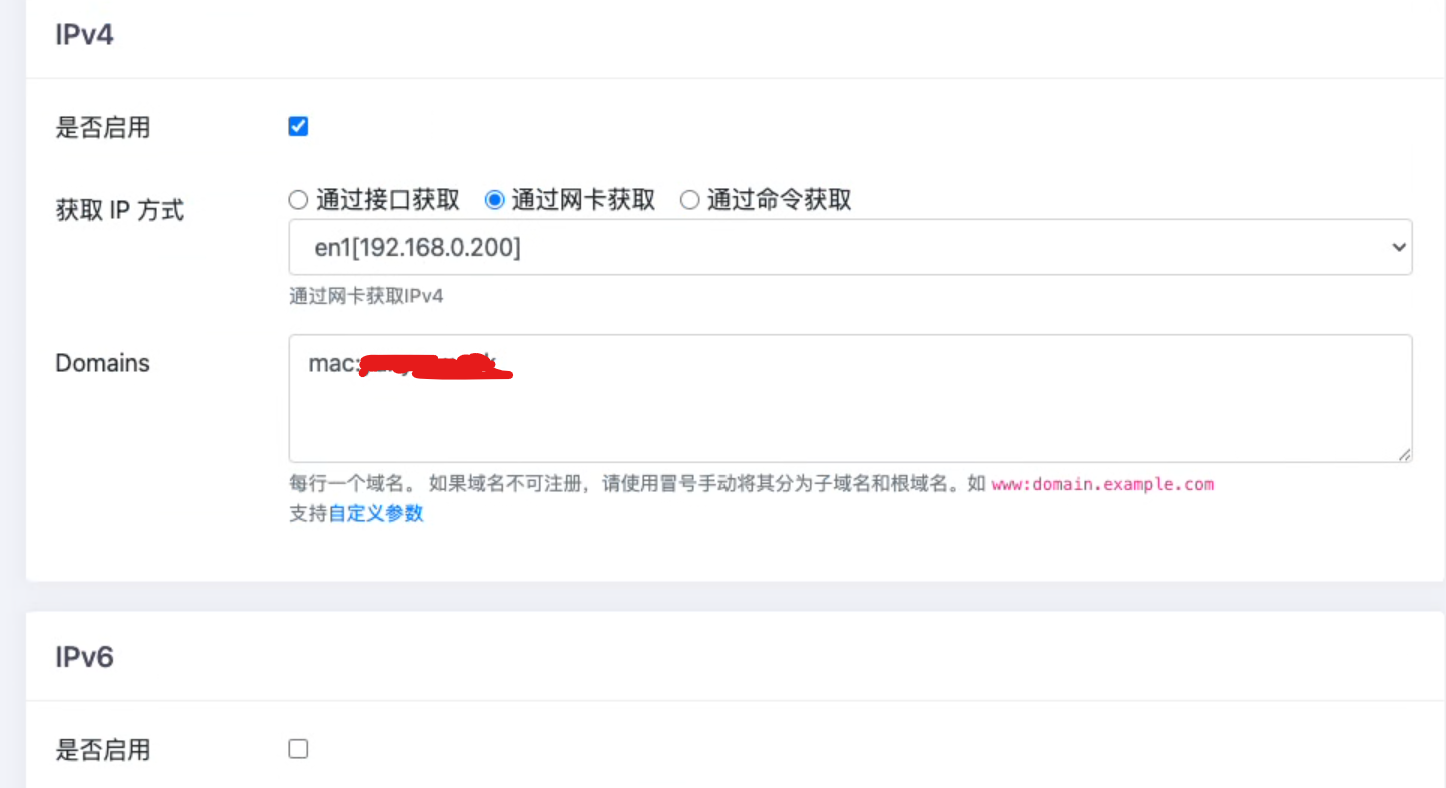 IPv4
是否启用
获取 IP 方式
通过接口获取 通过网卡获取 通过命令获取
en1[192.168.0.200]
通过网卡获取IPv4
Domains
mac:
每行一个域名。 如果域名不可注册，请使用冒号手动将其分为子域名和根域名。如 www:domain.example.com
支持自定义参数
IPv6
是否启用